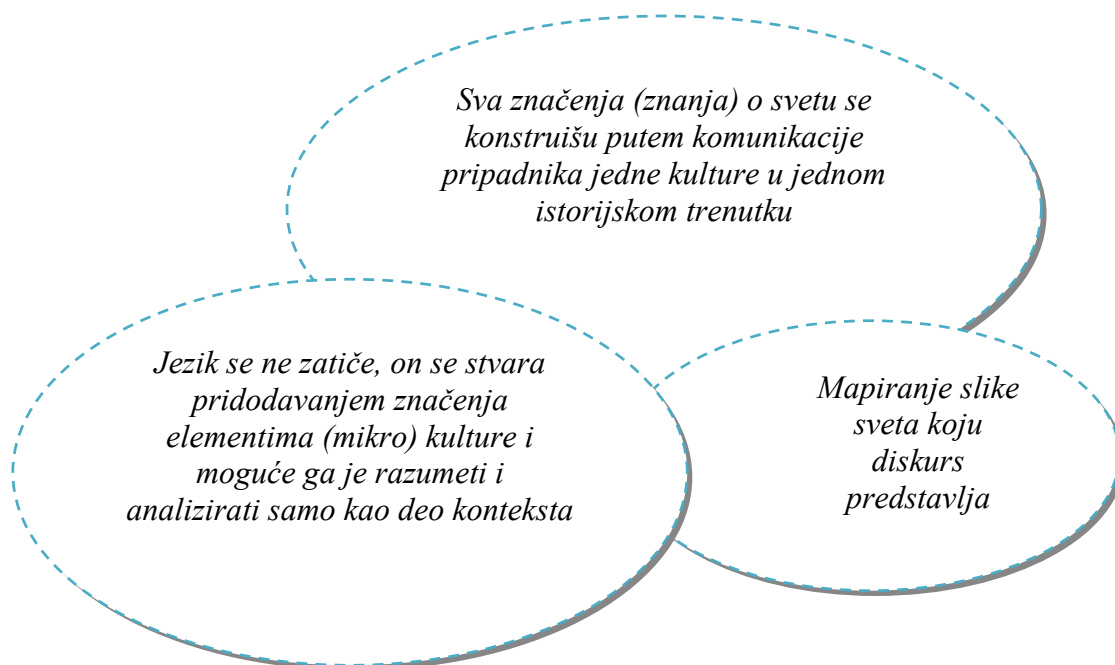 Sva značenja (znanja) o svetu se
konstruišu putem komunikacije
pripadnika jedne kulture u jednom
istorijskom trenutku
Jezik se ne zatiče, on se stvara
pridodavanjem značenja
elementima (mikro) kulture i
moguće ga je razumeti i
analizirati samo kao deo konteksta
Mapiranje slike
sveta koju
diskurs
predstavlja